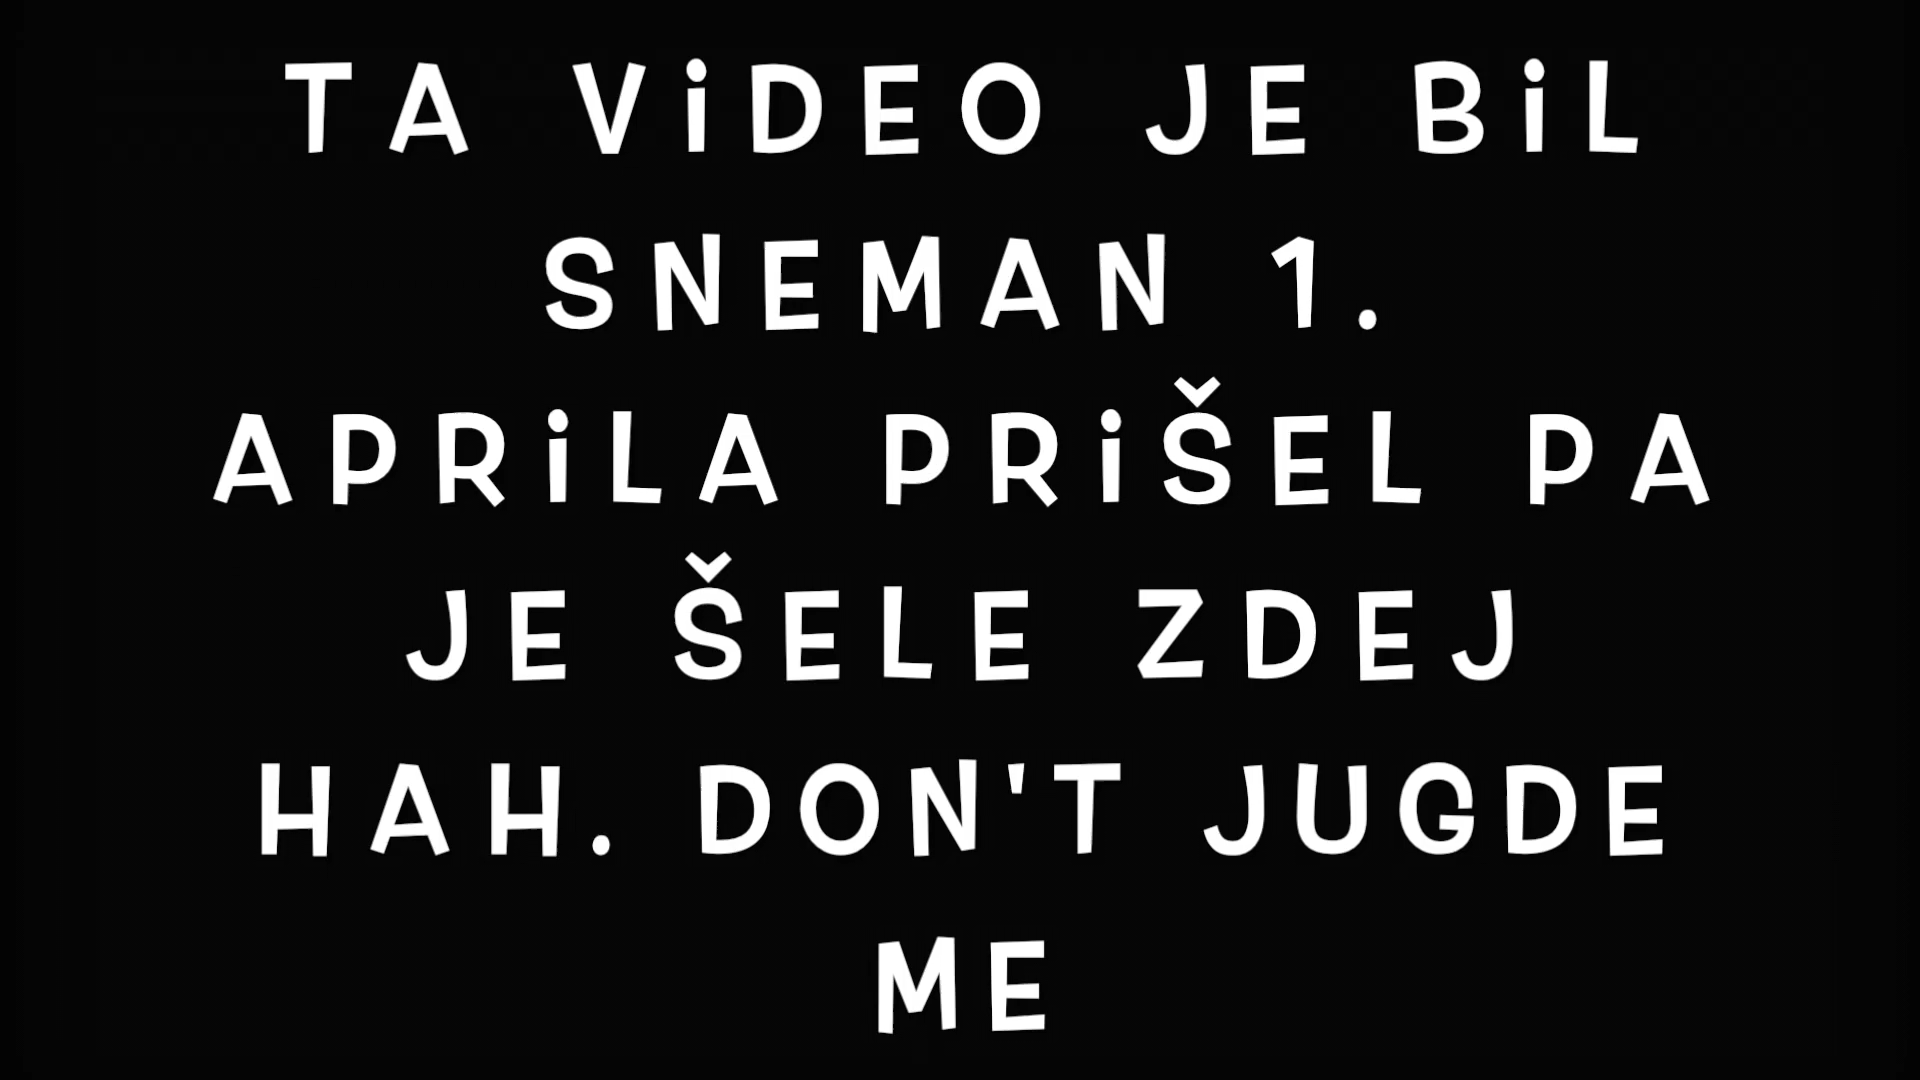 TA ViDEO JE BiL
SNEMAN 1.
APRiLA PRiŠEL PA
JE ŠELE ZDEJ
HAH. DON'T JUGDE
ME